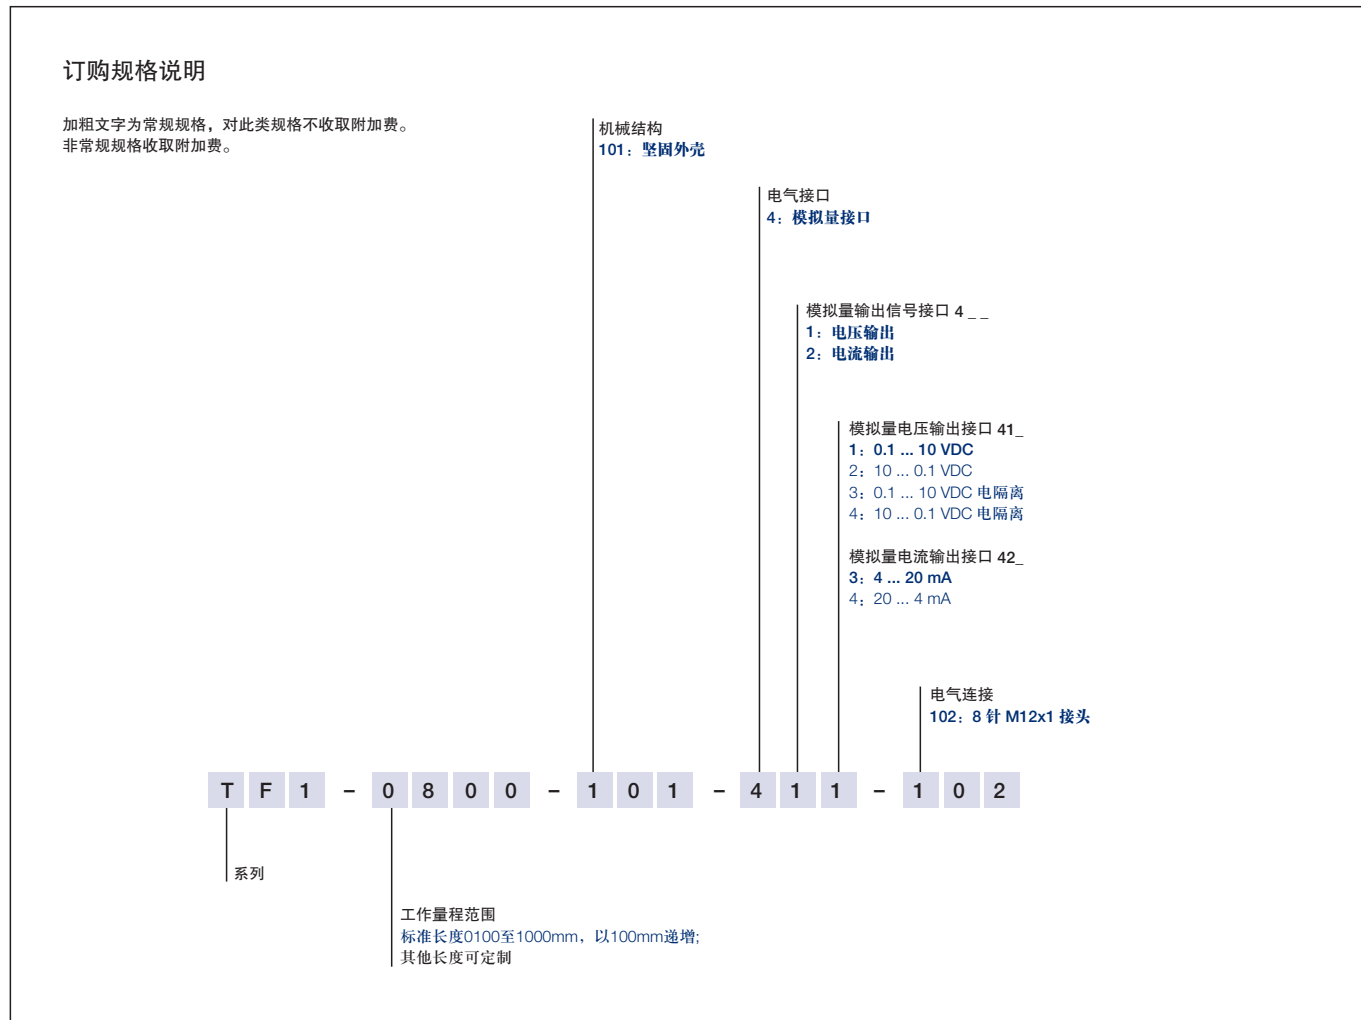 订购规格说明
加粗文字为常规规格，对此类规格不收取附加费。
非常规规格收取附加费。
机械结构
101：坚固外壳
电气接口
4：模拟量接口
模拟量输出信号接口 4 _ _
1：电压输出
2：电流输出
模拟量电压输出接口 41_
1：0.1 ... 10 VDC
2：10 ... 0.1 VDC
3：0.1 ... 10 VDC 电隔离
4：10 ... 0.1 VDC 电隔离
模拟量电流输出接口 42_
3：4 ... 20 mA
4：20 ... 4 mA
电气连接
102：8 针 M12x1 接头
T F 1 – 0 8 0 0 – 1 0 1 – 4 1 1 – 1 0 2
系列
工作量程范围
标准长度0100至1000mm，以100mm递增;
其他长度可定制